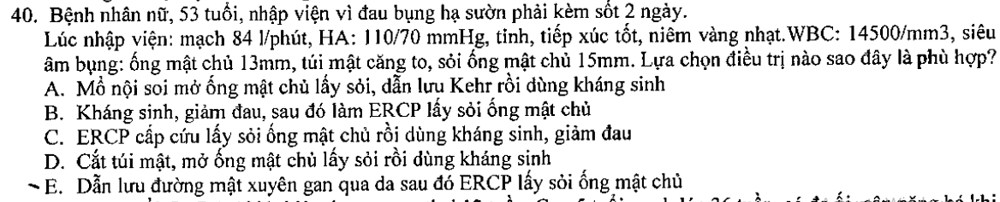 40. Bệnh nhân nữ, 53 tuổi, nhập viện vì đau bụng hạ sườn phải kèm sốt 2 ngày.
Lúc nhập viện: mạch 84 l/phút, HA: 110/70 mmHg, tỉnh, tiếp xúc tốt, niêm vàng nhạt.WBC: 14500/mm3, siêu
âm bụng: ống mật chủ 13mm, túi mật căng to, sỏi ống mật chủ 15mm. Lựa chọn điều trị nào sao đây là phù hợp?
A. Mổ nội soi mở ống mật chủ lấy sỏi, dẫn lưu Kehr rồi dùng kháng sinh
B. Kháng sinh, giảm đau, sau đó làm ERCP lấy sỏi ống mật chủ
C. ERCP cấp cứu lấy sỏi ống mật chủ rồi dùng kháng sinh, giảm đau
D. Cắt túi mật, mở ống mật chủ lấy sỏi rồi dùng kháng sinh
E. Dẫn lưu đường mật xuyên gan qua da sau đó ERCP lấy sỏi ống mật chủ